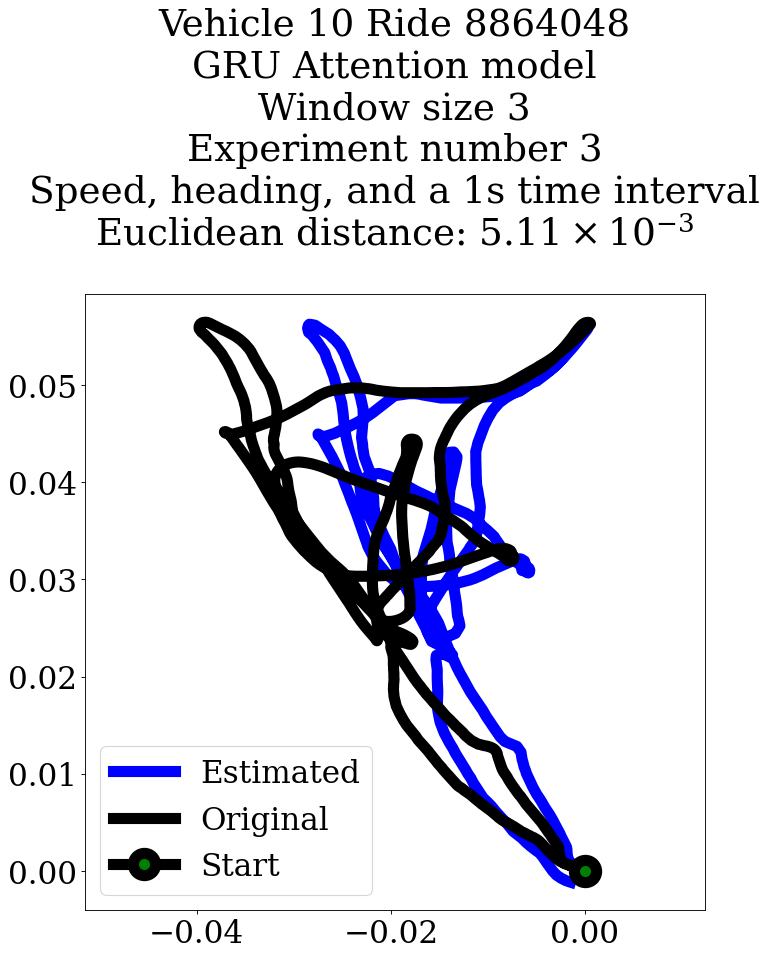 Vehicle 10 Ride 8864048
GRU Attention model
Window size 3
Experiment number 3
Speed, heading, and a 1s time interval
Euclidean distance: 5.11 × 10⁻³
0.05
0.04
0.03
0.02
0.01
0.00
Estimated
Original
Start
−0.04
−0.02
0.00